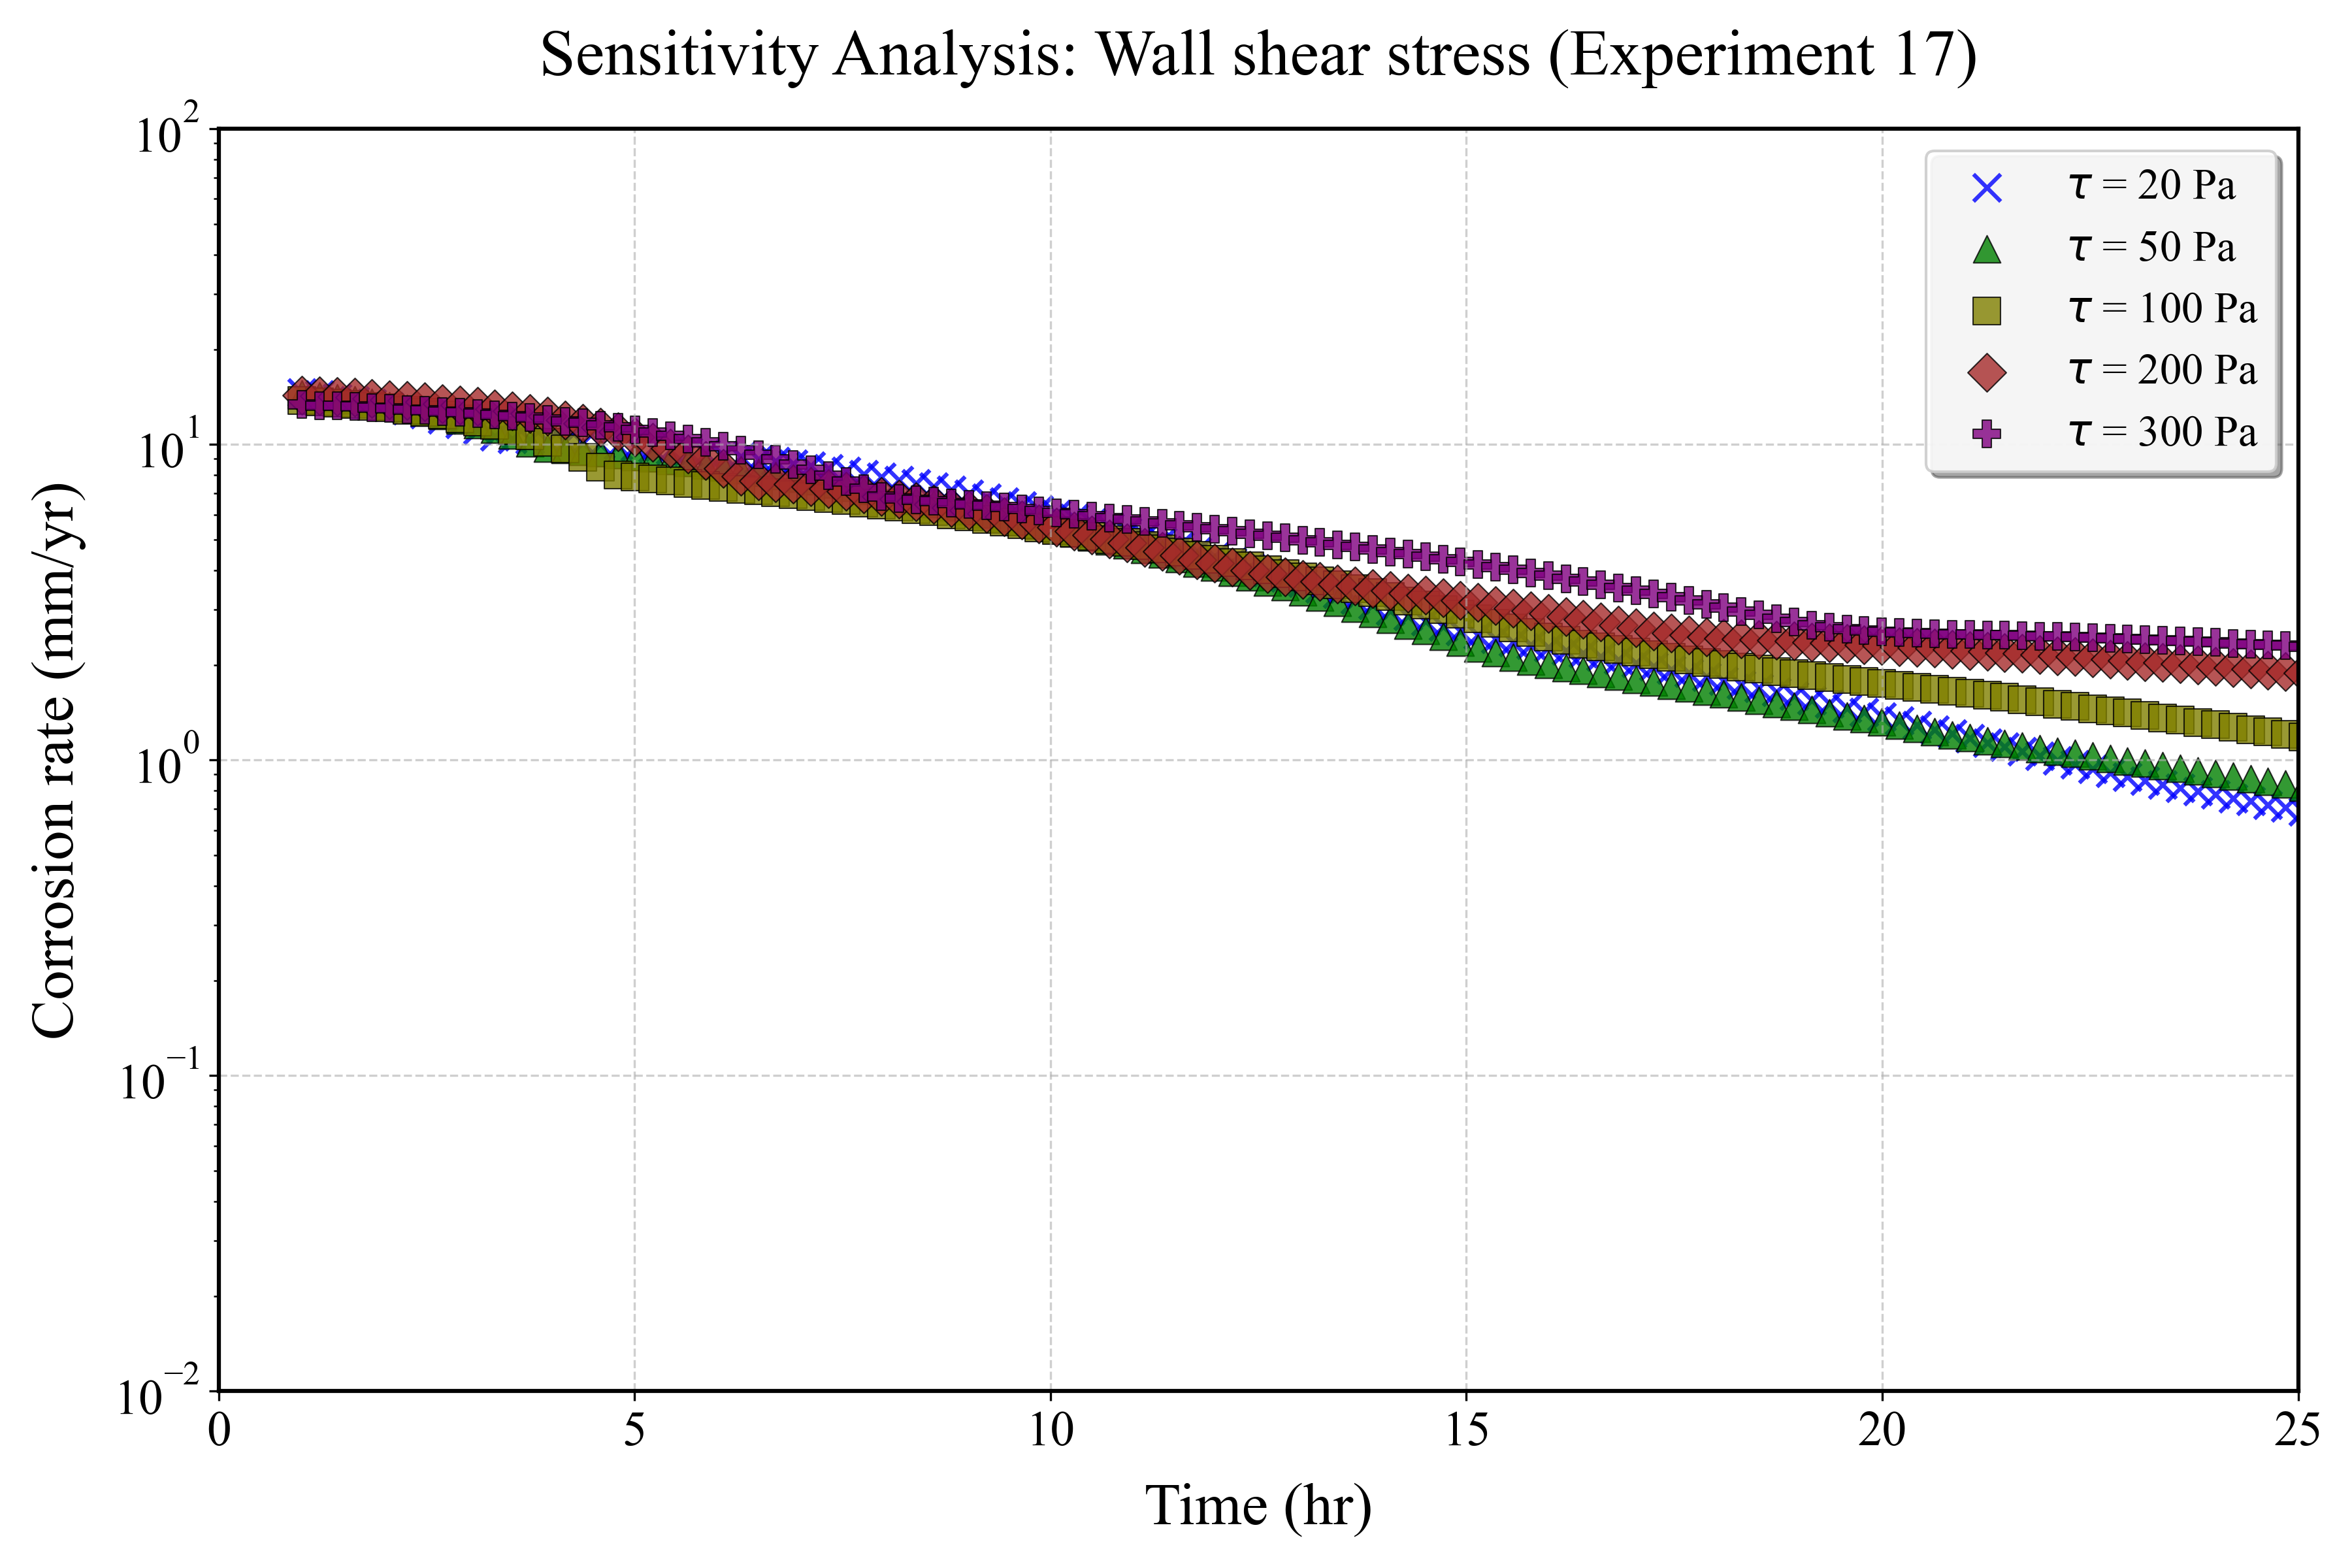 Sensitivity Analysis: Wall shear stress (Experiment 17)
10²
10¹
10⁰
10⁻¹
10⁻²
Corrosion rate (mm/yr)
τ = 20 Pa
τ = 50 Pa
τ = 100 Pa
τ = 200 Pa
τ = 300 Pa
0 5 10 15 20 25
Time (hr)